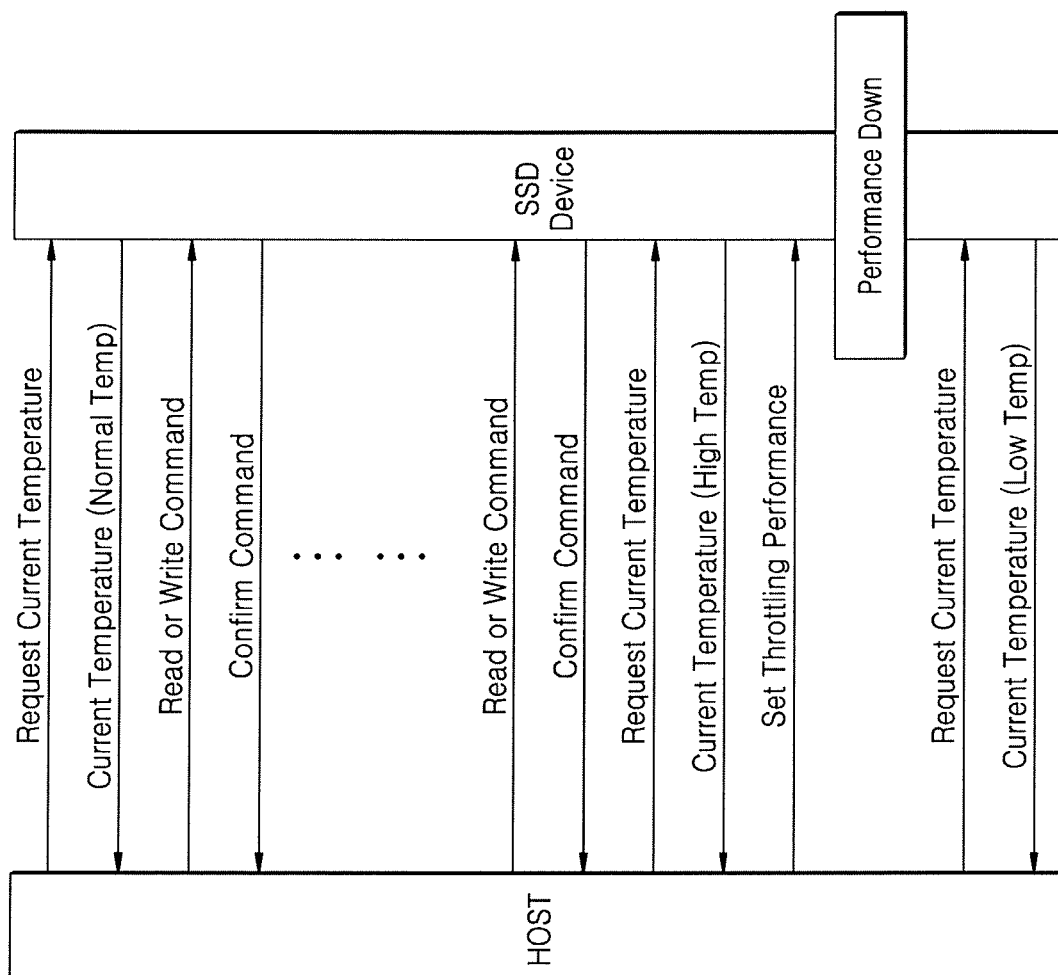 HOST
Request Current Temperature
Current Temperature (Normal Temp)
Read or Write Command
Confirm Command
... ...
Read or Write Command
Confirm Command
Request Current Temperature
Current Temperature (High Temp)
Set Throttling Performance
Request Current Temperature
Current Temperature (Low Temp)
SSD
Device
Performance Down